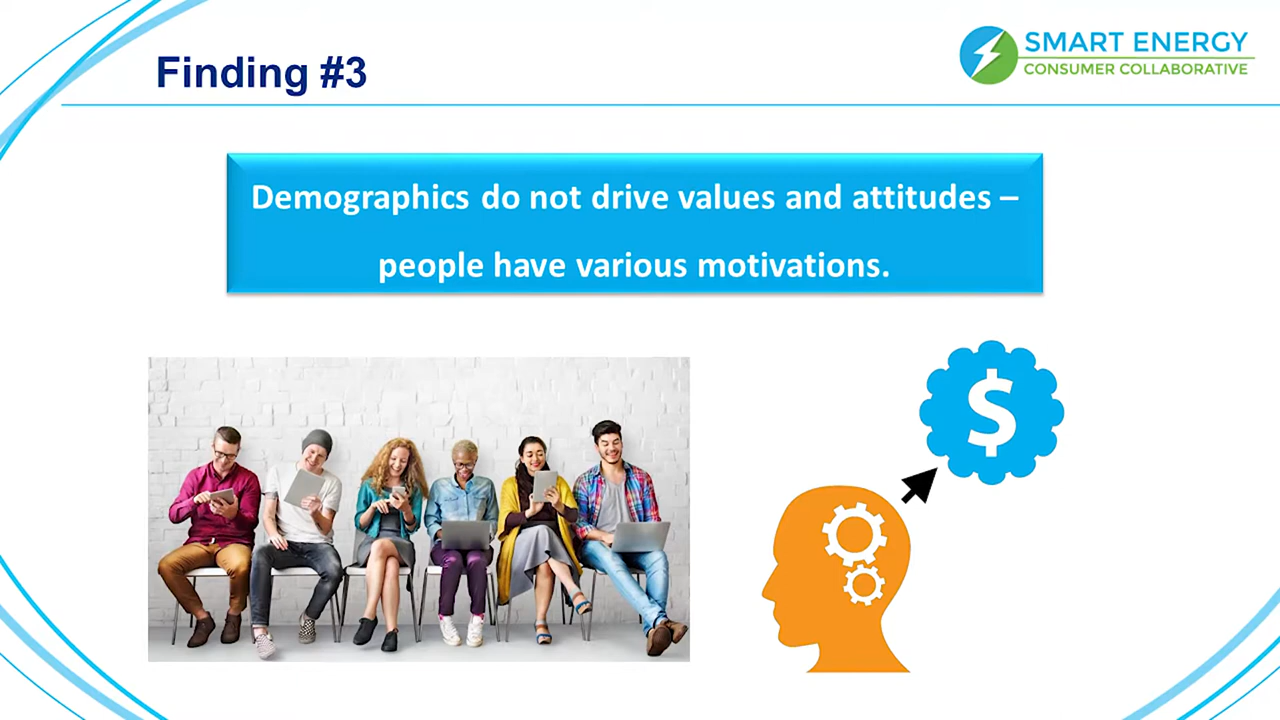 Finding #3
SMART ENERGY
CONSUMER COLLABORATIVE
Demographics do not drive values and attitudes –
people have various motivations.
$